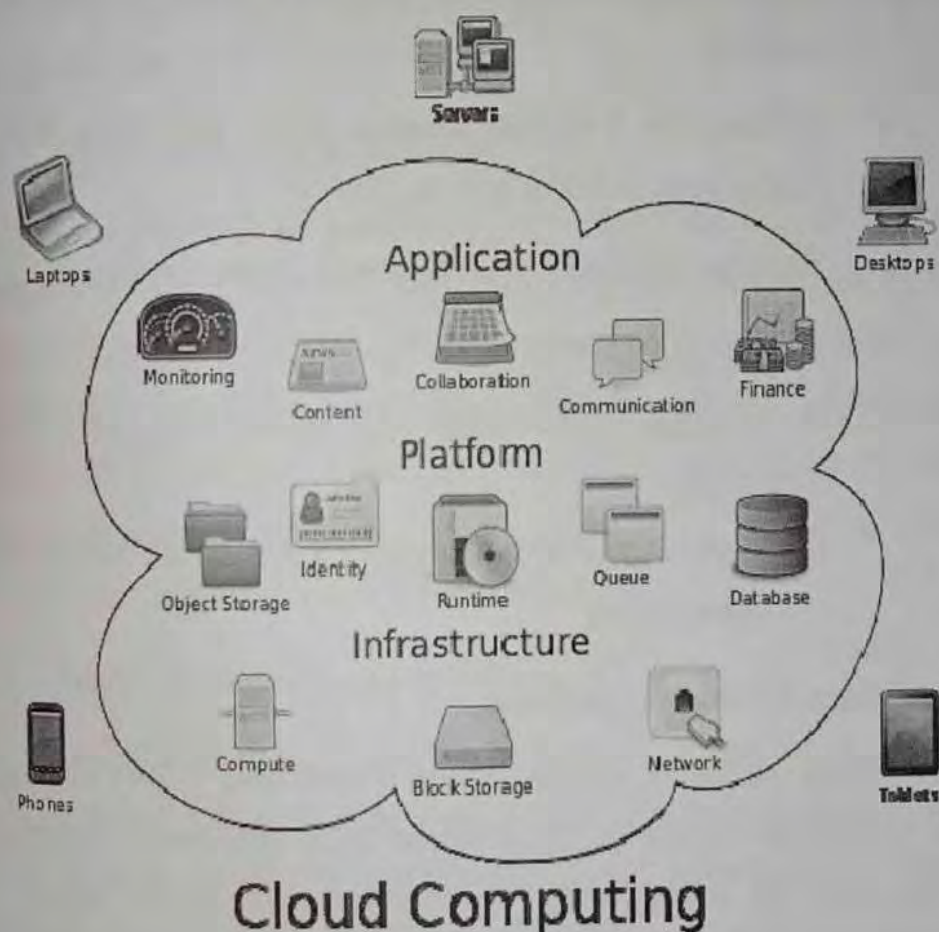 Servers
Laptops
Desktops
Application
Monitoring
Content
Collaboration
Communication
Finance
Platform
Object Storage
Identity
Runtime
Queue
Database
Infrastructure
Compute
Block Storage
Network
Phones
Tablets
Cloud Computing